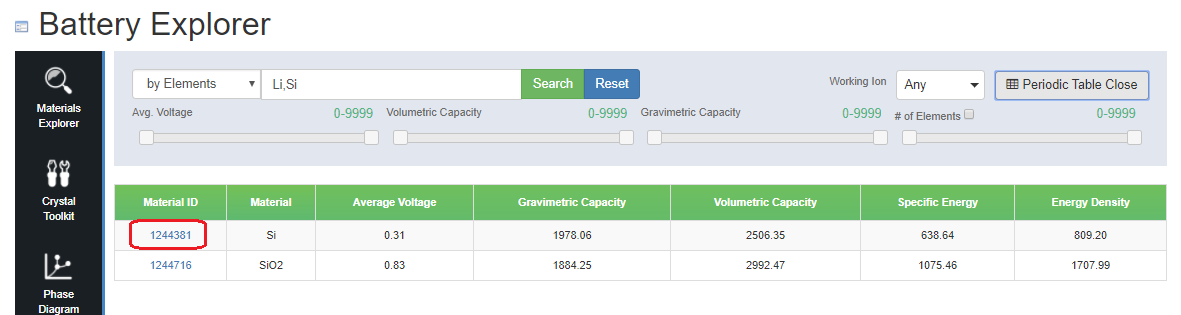 Battery Explorer
Materials
Explorer
Crystal
Toolkit
Phase
Diagram
by Elements Li,Si Search Reset Working Ion Any Periodic Table Close
Avg. Voltage 0-9999 Volumetric Capacity 0-9999 Gravimetric Capacity 0-9999 # of Elements 0-9999
Material ID Material Average Voltage Gravimetric Capacity Volumetric Capacity Specific Energy Energy Density
1244381 Si 0.31 1978.06 2506.35 638.64 809.20
1244716 SiO2 0.83 1884.25 2992.47 1075.46 1707.99